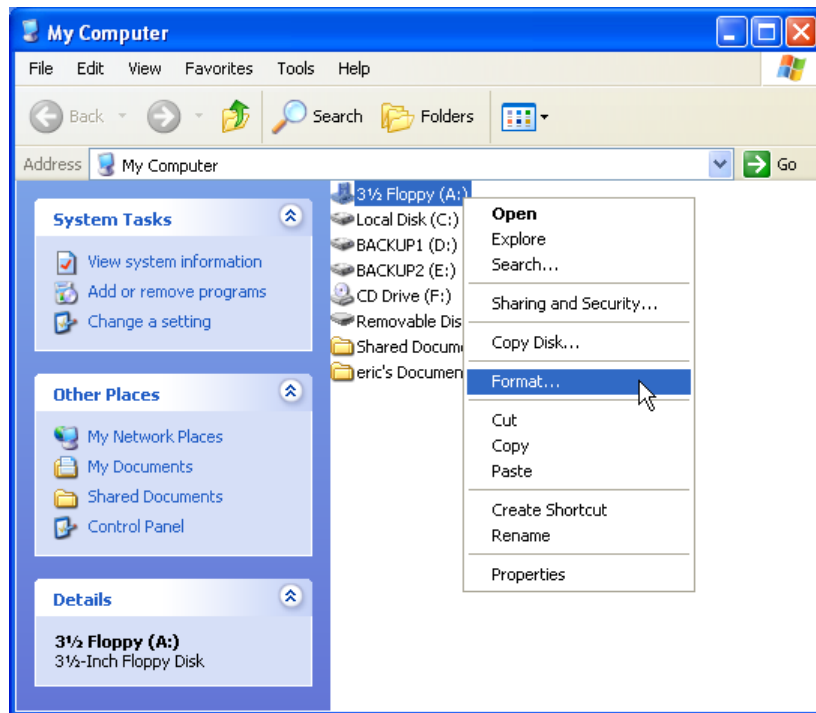 My Computer
File Edit View Favorites Tools Help
Back Search Folders
Address My Computer Go
System Tasks
View system information
Add or remove programs
Change a setting
Other Places
My Network Places
My Documents
Shared Documents
Control Panel
Details
3½ Floppy (A:)
3½-Inch Floppy Disk
3½ Floppy (A:)
Local Disk (C:)
BACKUP1 (D:)
BACKUP2 (E:)
CD Drive (F:)
Removable Dis
Shared Docum
eric's Documen
Open
Explore
Search...
Sharing and Security...
Copy Disk...
Format...
Cut
Copy
Paste
Create Shortcut
Rename
Properties